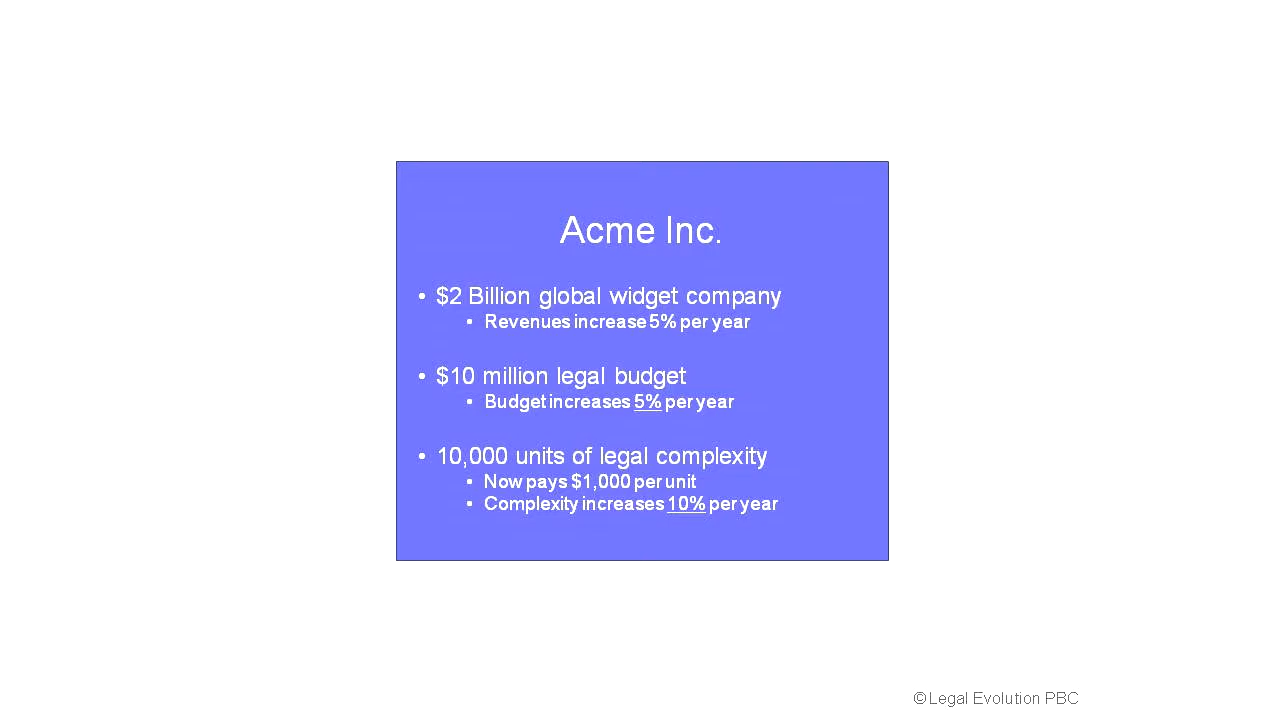 Acme Inc.
• $2 Billion global widget company
• Revenues increase 5% per year
• $10 million legal budget
• Budget increases 5% per year
• 10,000 units of legal complexity
• Now pays $1,000 per unit
• Complexity increases 10% per year
© Legal Evolution PBC